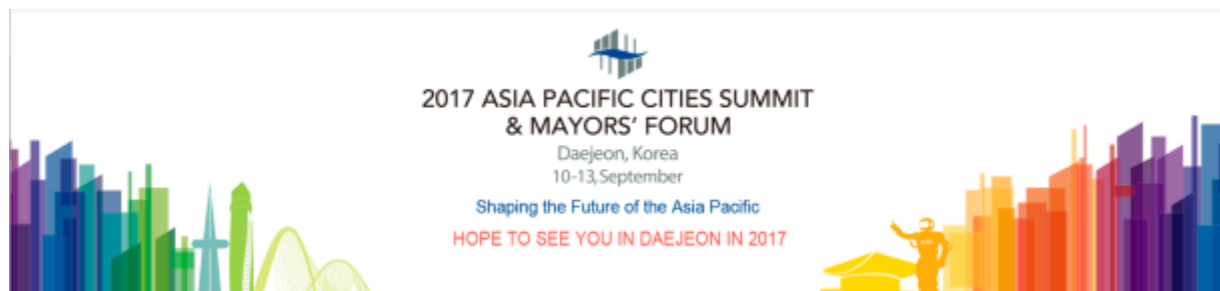 2017 ASIA PACIFIC CITIES SUMMIT
& MAYORS' FORUM
Daejeon, Korea
10-13, September
Shaping the Future of the Asia Pacific
HOPE TO SEE YOU IN DAEJEON IN 2017